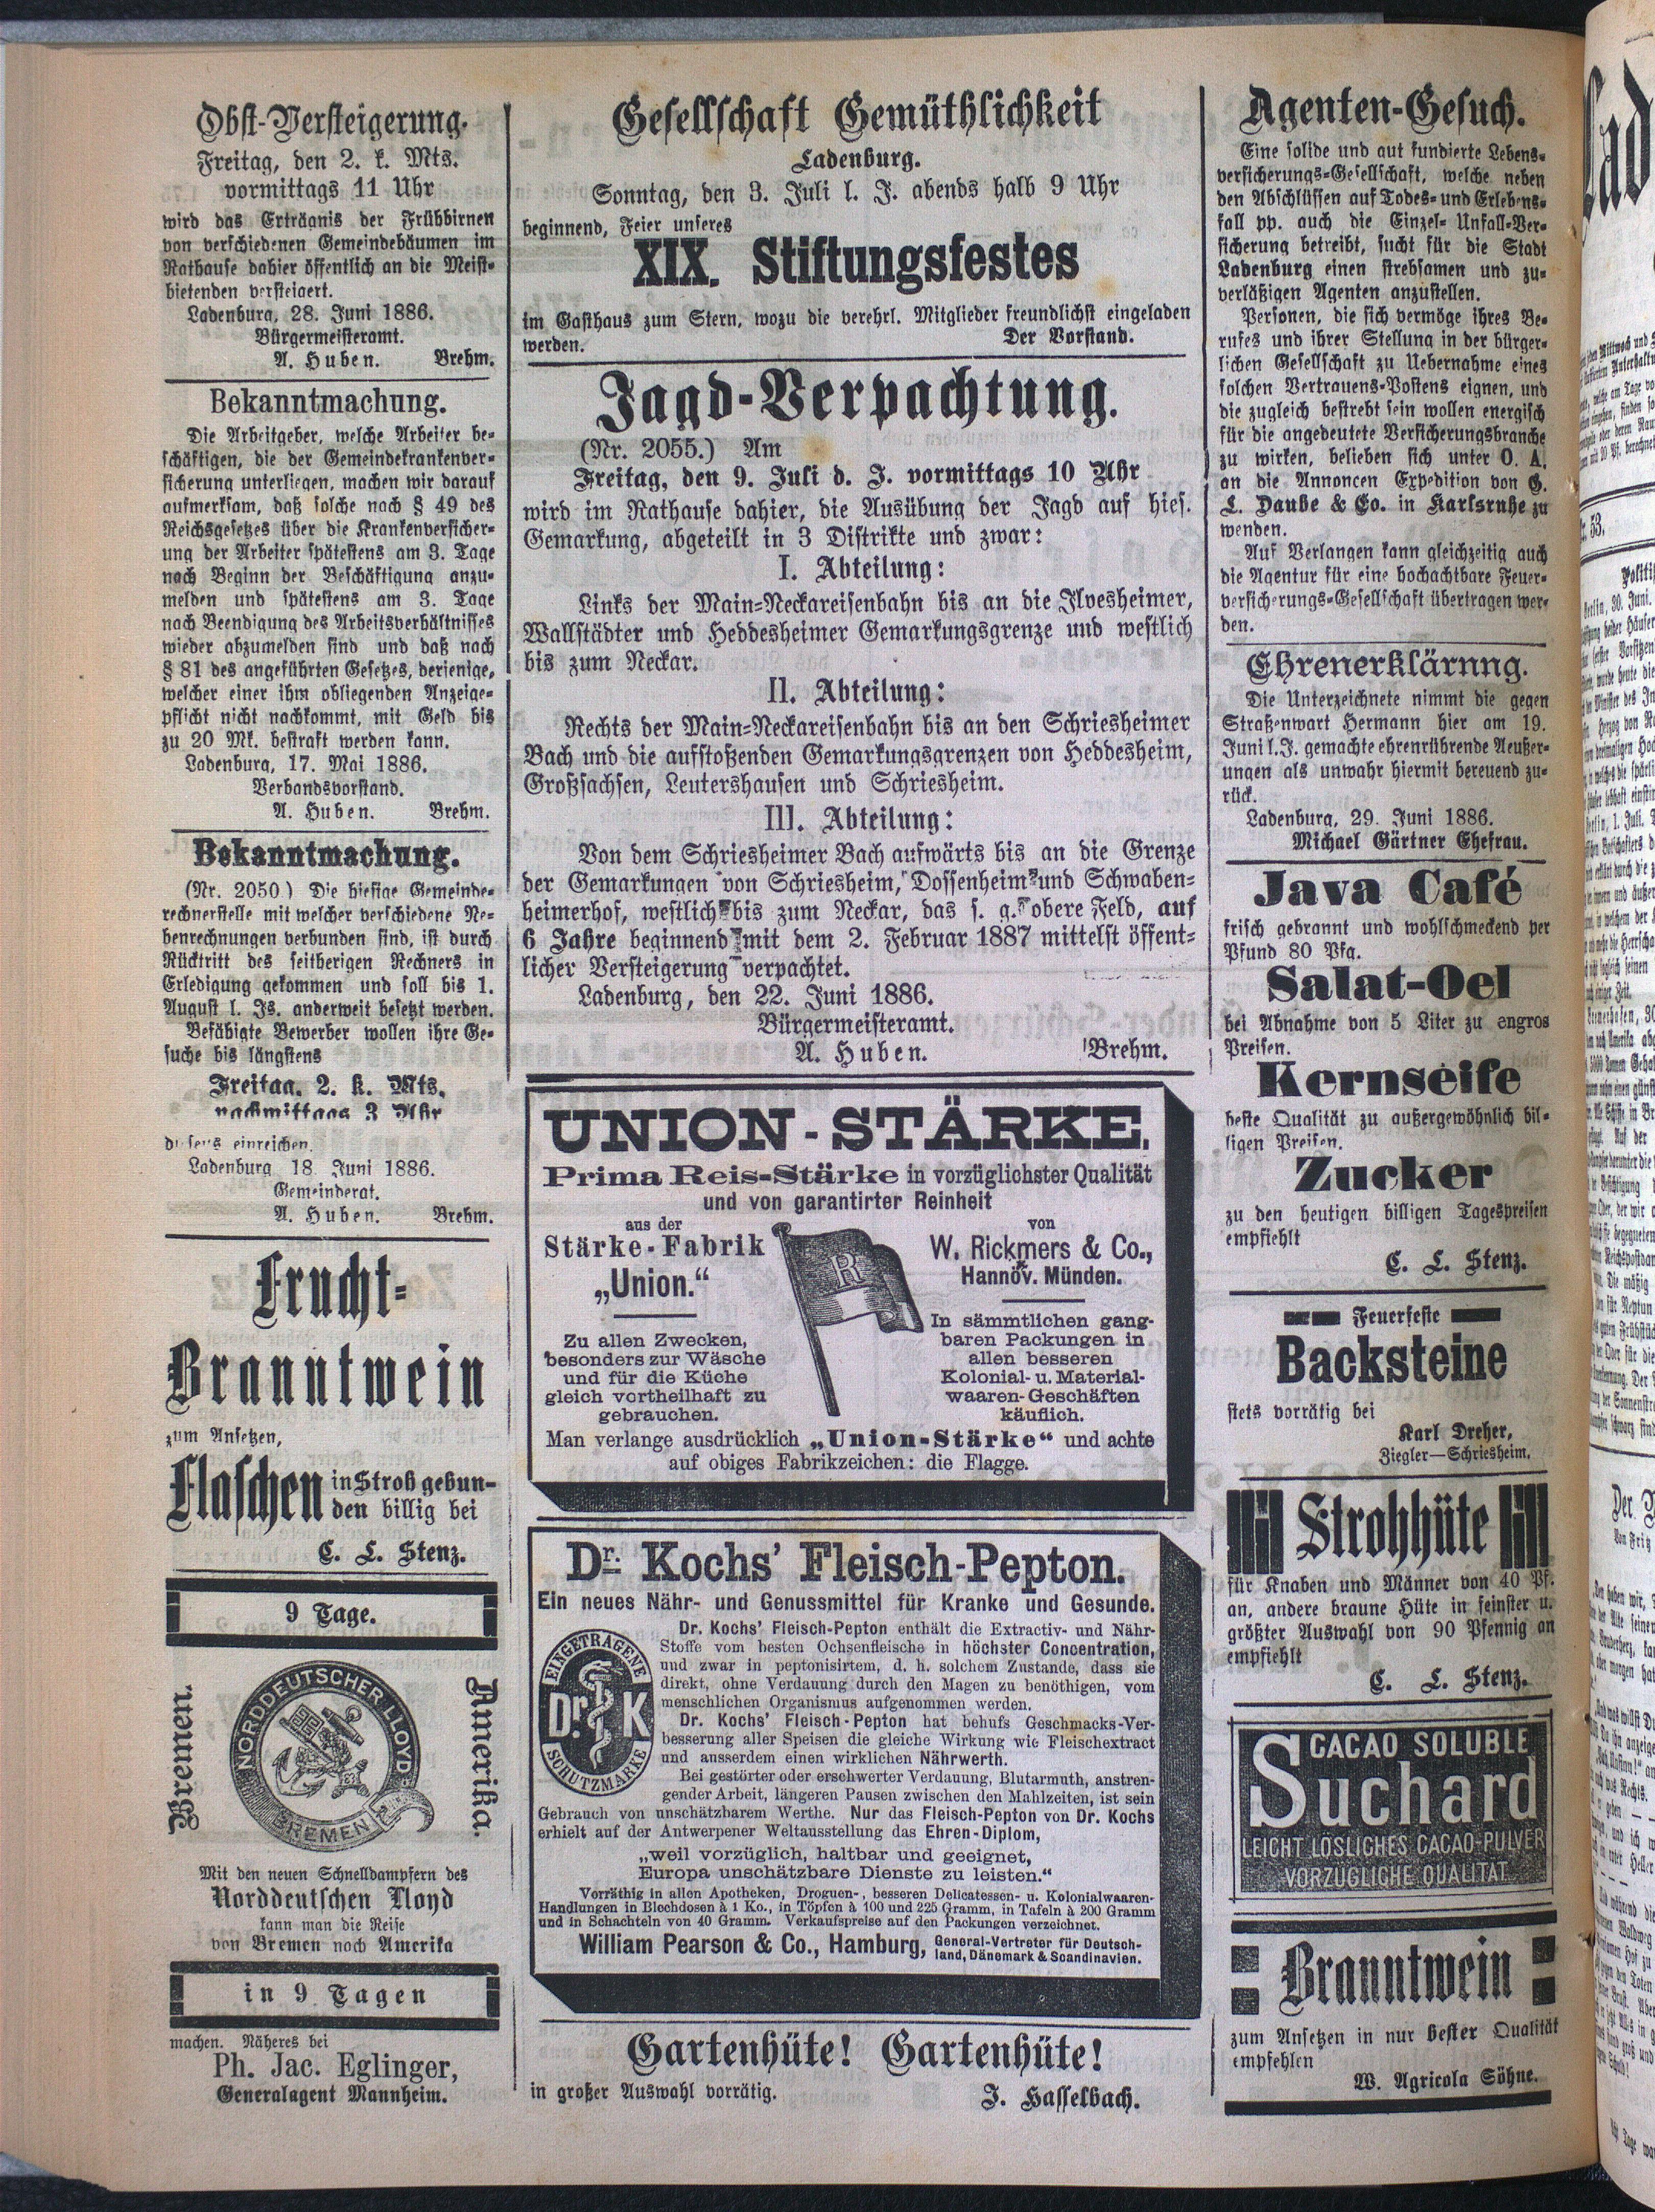 Obst-Versteigerung.
Freitag, den 2. k. Mts.
vormittags 11 Uhr
wird das Erträgnis der Frühbirnen
von verschiedenen Gemeindebäumen im
Rathause dahier öffentlich an die Meist-
bietenden versteigert.
Ladenburg, 28. Juni 1886.
Bürgermeisteramt.
A. Huben. Brehm.
Bekanntmachung.
Die Arbeitgeber, welche Arbeiter be-
schäftigen, die der Gemeindekrankenver-
sicherung unterliegen, machen wir darauf
aufmerksam, daß solche nach § 49 des
Reichsgesetzes über die Krankenversicher-
ung der Arbeiter spätestens am 3. Tage
nach Beginn der Beschäftigung anzu-
melden und spätestens am 3. Tage
nach Beendigung des Arbeitsverhältnisses
wieder abzumelden sind und daß nach
§ 81 des angeführten Gesetzes, derjenige,
welcher einer ihm obliegenden Anzeige-
pflicht nicht nachkommt, mit Geld bis
zu 20 Mk. bestraft werden kann.
Ladenburg, 17. Mai 1886.
Verbandsvorstand.
A. Huben. Brehm.
Bekanntmachung.
(Nr. 2050) Die hiesige Gemeinde-
rechnerstelle mit welcher verschiedene Ne-
benrechnungen verbunden sind, ist durch
Rücktritt des seitherigen Rechners in
Erledigung gekommen und soll bis 1.
August l. Js. anderweit besetzt werden.
Befähigte Bewerber wollen ihre Ge-
suche bis längstens
Freitag, 2. k. Mts.
nachmittags 3 Uhr
einreichen.
Ladenburg 18. Juni 1886.
Gemeinderat.
A. Huben. Brehm.
Frucht-
Branntwein
zum Ansetzen,
Flaschen in Stroh gebun-
den billig bei
C. L. Stenz.
9 Tage.
Bremen.
NORDDEUTSCHER LLOYD
BREMEN
Amerika.
Mit den neuen Schnelldampfern des
Norddeutschen Lloyd
kann man die Reise
von Bremen nach Amerika
in 9 Tagen
machen. Näheres bei
Ph. Jac. Eglinger,
Generalagent Mannheim.
Gesellschaft Gemüthlichkeit
Ladenburg.
Sonntag, den 3. Juli l. J. abends halb 9 Uhr
beginnend, Feier unseres
XIX. Stiftungsfestes
im Gasthaus zum Stern, wozu die verehrl. Mitglieder freundlichst eingeladen
werden. Der Vorstand.
Jagd-Verpachtung.
(Nr. 2055.) Am
Freitag, den 9. Juli d. J. vormittags 10 Uhr
wird im Rathause dahier, die Ausübung der Jagd auf hies.
Gemarkung, abgeteilt in 3 Distrikte und zwar:
I. Abteilung:
Links der Main-Neckareisenbahn bis an die Ilvesheimer,
Wallstädter und Heddesheimer Gemarkungsgrenze und westlich
bis zum Neckar.
II. Abteilung:
Rechts der Main-Neckareisenbahn bis an den Schriesheimer
Bach und die aufstoßenden Gemarkungsgrenzen von Heddesheim,
Großsachsen, Leutershausen und Schriesheim.
III. Abteilung:
Von dem Schriesheimer Bach aufwärts bis an die Grenze
der Gemarkungen von Schriesheim, Dossenheim und Schwaben-
heimerhof, westlich bis zum Neckar, das s. g. obere Feld, auf
6 Jahre beginnend mit dem 2. Februar 1887 mittelst öffent-
licher Versteigerung verpachtet.
Ladenburg, den 22. Juni 1886.
Bürgermeisteramt.
A. Huben. Brehm.
UNION-STÄRKE.
Prima Reis-Stärke in vorzüglichster Qualität
und von garantirter Reinheit
aus der
Stärke-Fabrik
„Union.“
Zu allen Zwecken,
besonders zur Wäsche
und für die Küche
gleich vortheilhaft zu
gebrauchen.
R
von
W. Rickmers & Co.,
Hannöv. Münden.
In sämmtlichen gang-
baren Packungen in
allen besseren
Kolonial- u. Material-
waaren-Geschäften
käuflich.
Man verlange ausdrücklich „Union-Stärke“ und achte
auf obiges Fabrikzeichen: die Flagge.
Dr. Kochs' Fleisch-Pepton.
Ein neues Nähr- und Genussmittel für Kranke und Gesunde.
EINGETRAGENE
Dr. K
SCHUTZMARKE
Dr. Kochs' Fleisch-Pepton enthält die Extractiv- und Nähr-
Stoffe vom besten Ochsenfleische in höchster Concentration,
und zwar in peptonisirtem, d. h. solchem Zustande, dass sie
direkt, ohne Verdauung durch den Magen zu benöthigen, vom
menschlichen Organismus aufgenommen werden.
Dr. Kochs' Fleisch-Pepton hat behufs Geschmacks-Ver-
besserung aller Speisen die gleiche Wirkung wie Fleischextract
und ausserdem einen wirklichen Nährwerth.
Bei gestörter oder erschwerter Verdauung, Blutarmuth, anstren-
gender Arbeit, längeren Pausen zwischen den Mahlzeiten, ist sein
Gebrauch von unschätzbarem Werthe. Nur das Fleisch-Pepton von Dr. Kochs
erhielt auf der Antwerpener Weltausstellung das Ehren-Diplom,
„weil vorzüglich, haltbar und geeignet,
Europa unschätzbare Dienste zu leisten.“
Vorräthig in allen Apotheken, Droguen-, besseren Delicatessen- u. Kolonialwaaren-
Handlungen in Blechdosen à 1 Ko., in Töpfen à 100 und 225 Gramm, in Tafeln à 200 Gramm
und in Schachteln von 40 Gramm. Verkaufspreise auf den Packungen verzeichnet.
William Pearson & Co., Hamburg, General-Vertreter für Deutsch-
land, Dänemark & Scandinavien.
Gartenhüte! Gartenhüte!
in großer Auswahl vorrätig. J. Hasselbach.
Agenten-Gesuch.
Eine solide und gut fundierte Lebens-
versicherungs-Gesellschaft, welche neben
den Abschlüssen auf Todes- und Erlebens-
fall pp. auch die Einzel- Unfall-Ver-
sicherung betreibt, sucht für die Stadt
Ladenburg einen strebsamen und zu-
verläßigen Agenten anzustellen.
Personen, die sich vermöge ihres Be-
rufes und ihrer Stellung in der bürger-
lichen Gesellschaft zu Uebernahme eines
solchen Vertrauens-Postens eignen, und
die zugleich bestrebt sein wollen energisch
für die angedeutete Versicherungsbranche
zu wirken, belieben sich unter O. A.
an die Annoncen Expedition von G.
L. Daube & Co. in Karlsruhe zu
wenden.
Auf Verlangen kann gleichzeitig auch
die Agentur für eine hochachtbare Feuer-
versicherungs-Gesellschaft übertragen wer-
den.
Ehrenerklärnng.
Die Unterzeichnete nimmt die gegen
Straßenwart Hermann hier am 19.
Juni l. J. gemachte ehrenrührende Aeußer-
ungen als unwahr hiermit bereuend zu-
rück.
Ladenburg, 29. Juni 1886.
Michael Gärtner Ehefrau.
Java Café
frisch gebrannt und wohlschmeckend per
Pfund 80 Pfg.
Salat-Oel
bei Abnahme von 5 Liter zu engros
Preisen.
Kernseife
beste Qualität zu außergewöhnlich bil-
ligen Preisen.
Zucker
zu den heutigen billigen Tagespreisen
empfiehlt
C. L. Stenz.
Feuerfeste
Backsteine
stets vorrätig bei
Karl Dreher,
Ziegler—Schriesheim.
Strohhüte
für Knaben und Männer von 40 Pf.
an, andere braune Hüte in feinster u.
größter Auswahl von 90 Pfennig an
empfiehlt
C. L. Stenz.
CACAO SOLUBLE
Suchard
LEICHT LÖSLICHES CACAO-PULVER
VORZÜGLICHE QUALITÄT
Branntwein
zum Ansetzen in nur bester Qualität
empfehlen
W. Agricola Söhne.